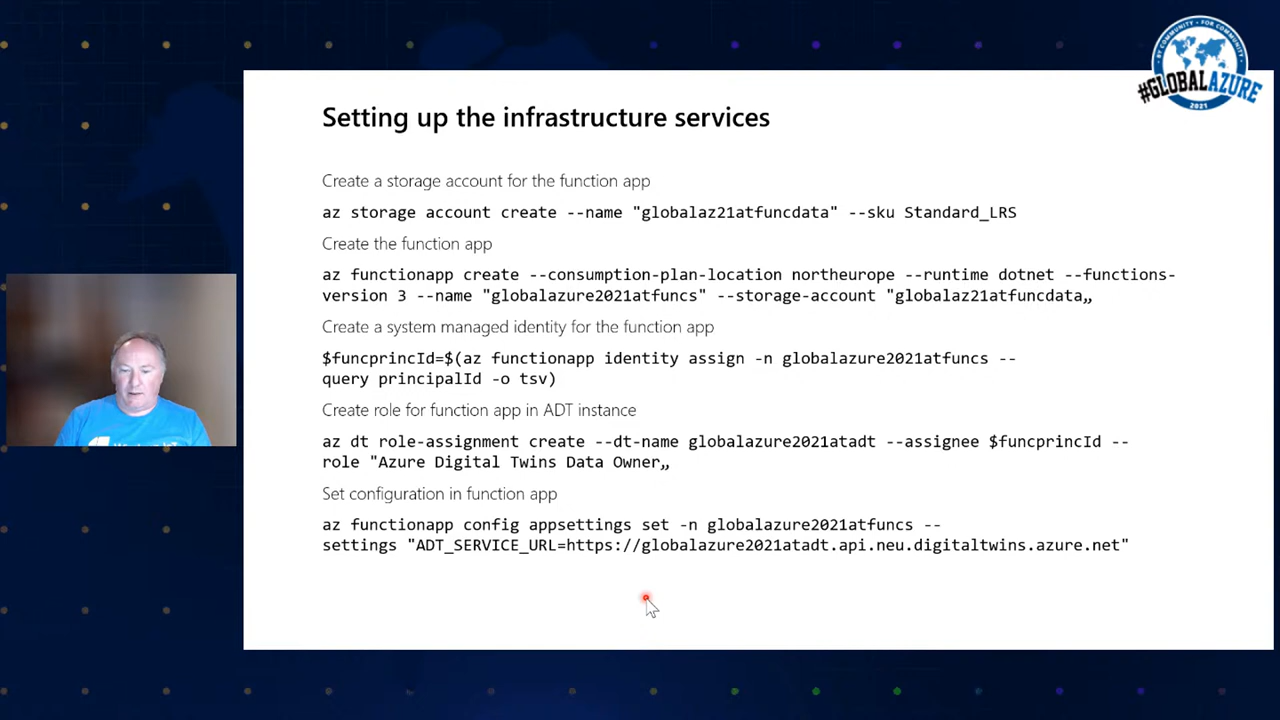 BY COMMUNITY • FOR COMMUNITY
#GLOBALAZURE
2021
Setting up the infrastructure services
Create a storage account for the function app
az storage account create --name "globalaz21atfuncdata" --sku Standard_LRS
Create the function app
az functionapp create --consumption-plan-location northeurope --runtime dotnet --functions-
version 3 --name "globalazure2021atfuncs" --storage-account "globalaz21atfuncdata„
Create a system managed identity for the function app
$funcprincId=$(az functionapp identity assign -n globalazure2021atfuncs --
query principalId -o tsv)
Create role for function app in ADT instance
az dt role-assignment create --dt-name globalazure2021atadt --assignee $funcprincId --
role "Azure Digital Twins Data Owner„
Set configuration in function app
az functionapp config appsettings set -n globalazure2021atfuncs --
settings "ADT_SERVICE_URL=https://globalazure2021atadt.api.neu.digitaltwins.azure.net"